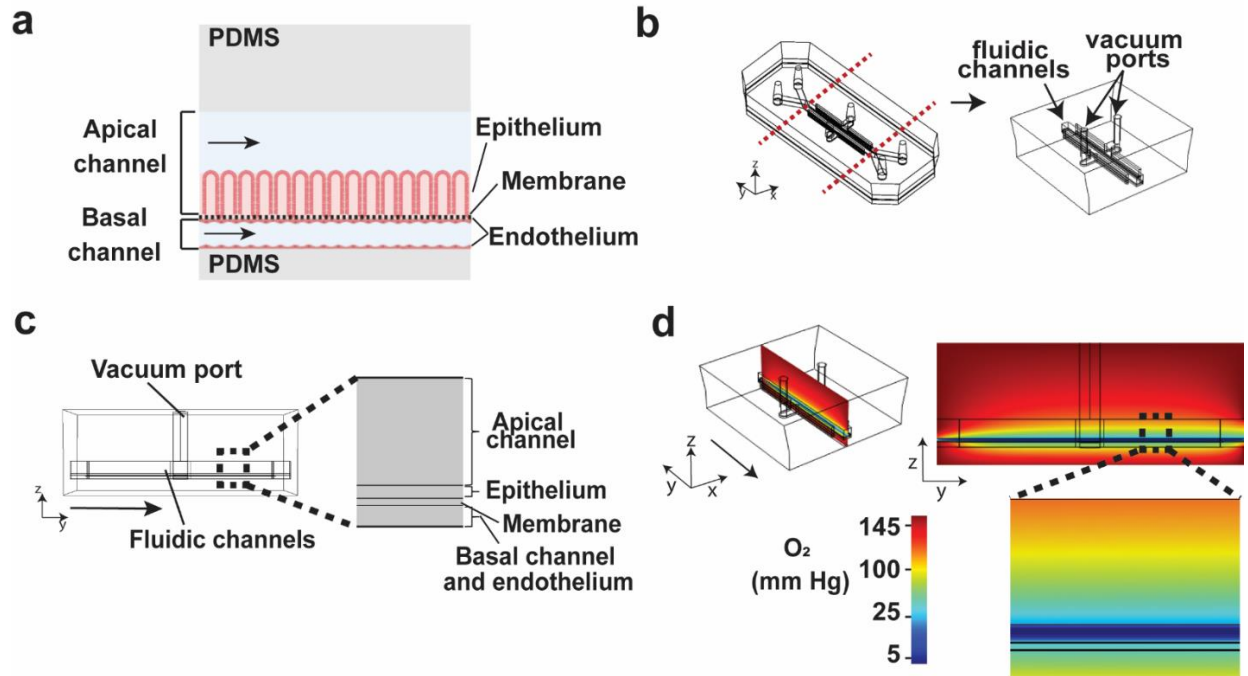 a
PDMS
Apical
channel
Epithelium
Membrane
Basal
channel
Endothelium
PDMS
b
fluidic
channels
vacuum
ports
z
y
x
c
Vacuum port
Fluidic channels
z
y
Apical
channel
Epithelium
Membrane
Basal channel
and endothelium
d
z
y
x
z
y
O₂
(mm Hg)
145
100
25
5